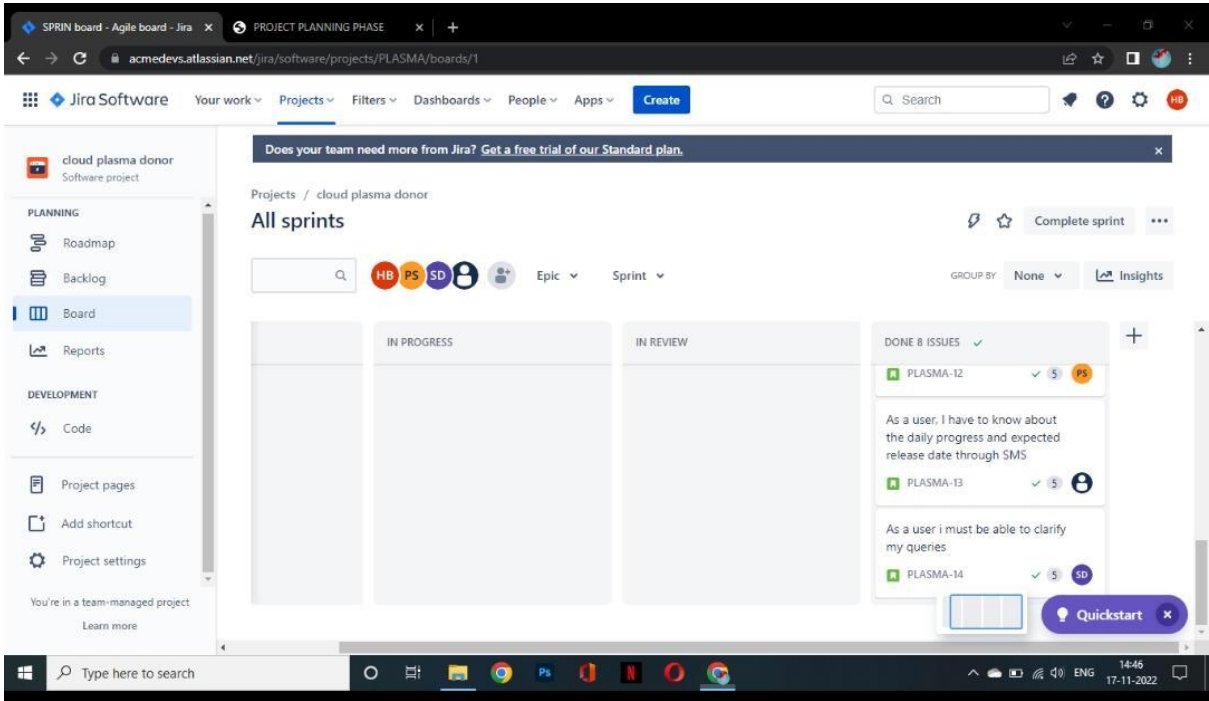 SPRIN board - Agile board - Jira
PROJECT PLANNING PHASE
acmedevs.atlassian.net/jira/software/projects/PLASMA/boards/1
Jira Software Your work Projects Filters Dashboards People Apps Create Search HB
Does your team need more from Jira? Get a free trial of our Standard plan.
cloud plasma donor
Software project
PLANNING
Roadmap
Backlog
Board
Reports
DEVELOPMENT
Code
Project pages
Add shortcut
Project settings
You're in a team-managed project
Learn more
Projects / cloud plasma donor
All sprints
Complete sprint
HB PS SD Epic Sprint GROUP BY None Insights
IN PROGRESS
IN REVIEW
DONE 8 ISSUES
PLASMA-12 5 PS
As a user, I have to know about
the daily progress and expected
release date through SMS
PLASMA-13 5
As a user i must be able to clarify
my queries
PLASMA-14 5 SD
Quickstart
Type here to search
Ps
N
ENG
14:46
17-11-2022